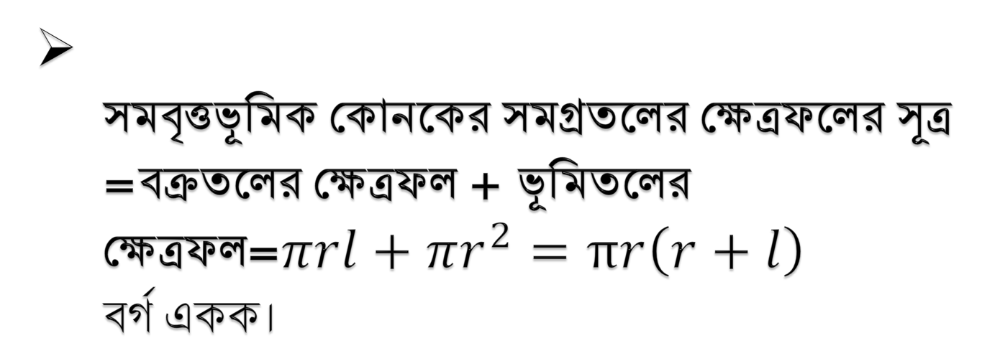 সমবৃত্তভূমিক কোনকের সমগ্রতলের ক্ষেত্রফলের সূত্র
=বক্রতলের ক্ষেত্রফল + ভূমিতলের
ক্ষেত্রফল=πrl + πr² = πr(r + l)
বর্গ একক।